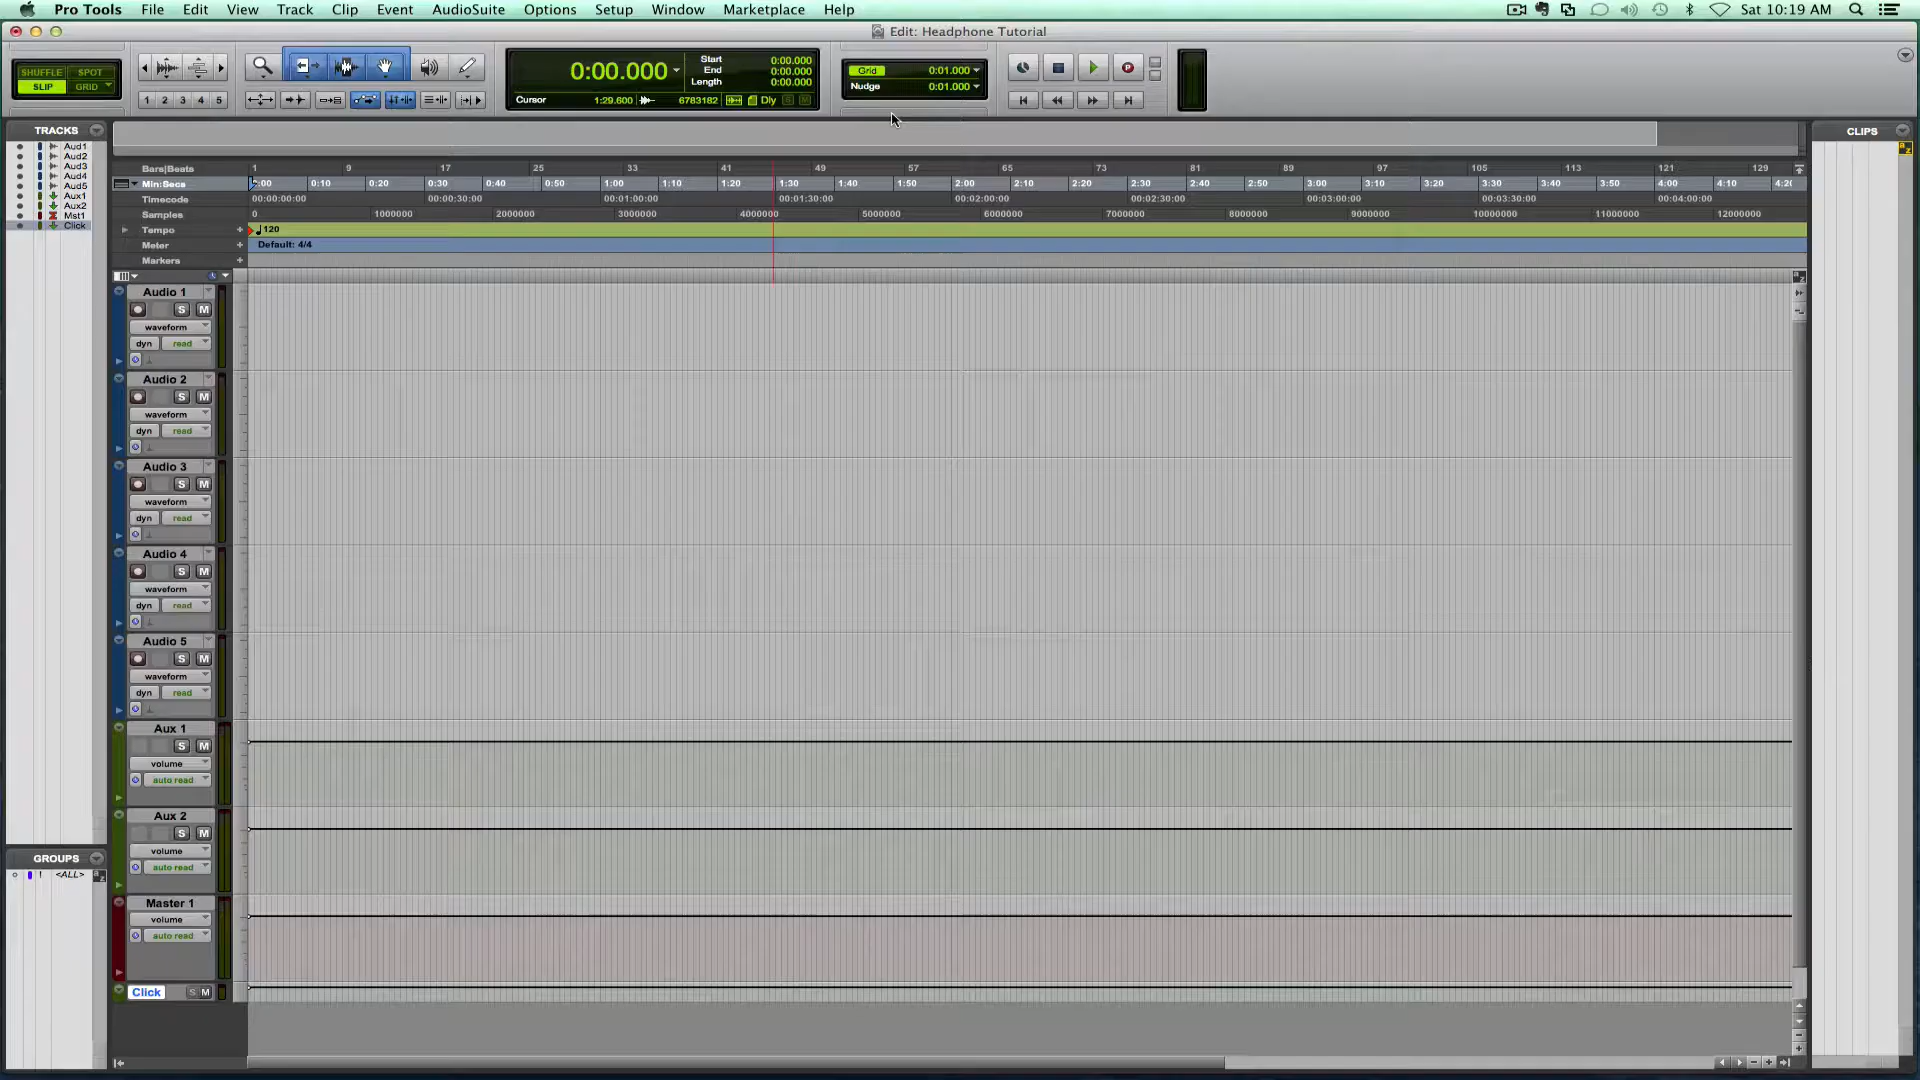 Pro Tools File Edit View Track Clip Event AudioSuite Options Setup Window Marketplace Help Sat 10:19 AM
Edit: Headphone Tutorial
SHUFFLE SPOT
SLIP GRID
1 2 3 4 5
0:00.000
Start 0:00.000
End 0:00.000
Length 0:00.000
Cursor 1:29.600 6783182 Dly S M
Grid 0:01.000
Nudge 0:01.000
TRACKS
Aud1
Aud2
Aud3
Aud4
Aud5
Aux1
Aux2
Mst1
Click
CLIPS
Bars|Beats 1 9 17 25 33 41 49 57 65 73 81 89 97 105 113 121 129
Min:Secs 0:00 0:10 0:20 0:30 0:40 0:50 1:00 1:10 1:20 1:30 1:40 1:50 2:00 2:10 2:20 2:30 2:40 2:50 3:00 3:10 3:20 3:30 3:40 3:50 4:00 4:10 4:20
Timecode 00:00:00:00 00:00:30:00 00:01:00:00 00:01:30:00 00:02:00:00 00:02:30:00 00:03:00:00 00:03:30:00 00:04:00:00
Samples 0 1000000 2000000 3000000 4000000 5000000 6000000 7000000 8000000 9000000 10000000 11000000 12000000
Tempo + 120
Meter + Default: 4/4
Markers +
Audio 1
S M
waveform
dyn read
Audio 2
S M
waveform
dyn read
Audio 3
S M
waveform
dyn read
Audio 4
S M
waveform
dyn read
Audio 5
S M
waveform
dyn read
Aux 1
S M
volume
auto read
Aux 2
S M
volume
auto read
GROUPS
! <ALL>
Master 1
volume
auto read
Click S M